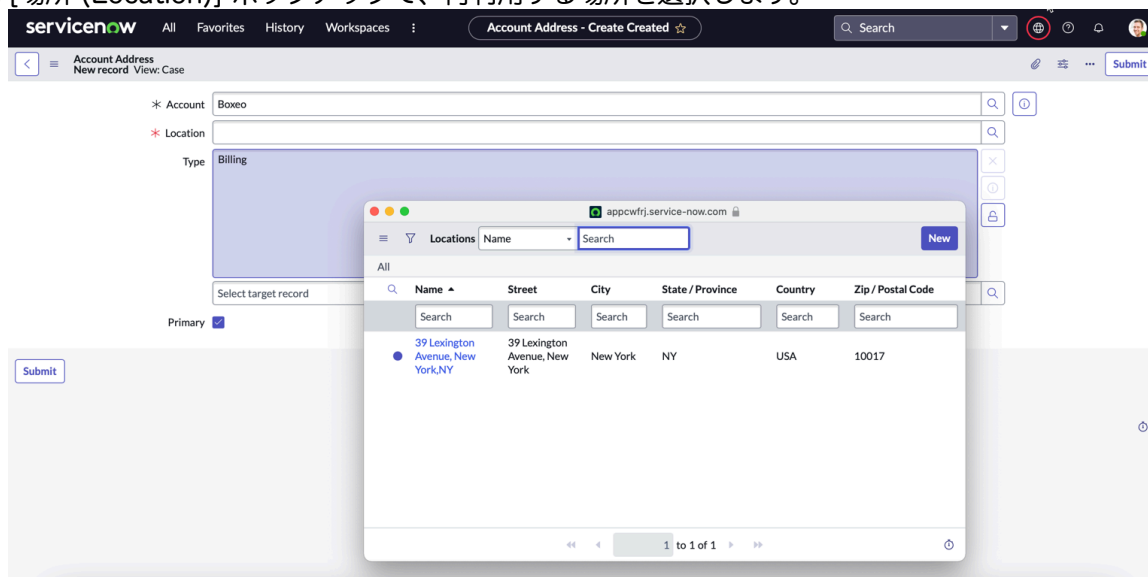 [場所 (Location)] ポップアップで、再利用する場所を選択します。
servicenow All Favorites History Workspaces Account Address - Create Created Search
Account Address
New record View: Case Submit
Account Boxeo
Location
Type Billing
appcwfrj.service-now.com
Locations Name Search New
All
Name Street City State / Province Country Zip / Postal Code
Search Search Search Search Search Search
39 Lexington Avenue, New York,NY 39 Lexington Avenue, New York New York NY USA 10017
1 to 1 of 1
Select target record
Primary
Submit